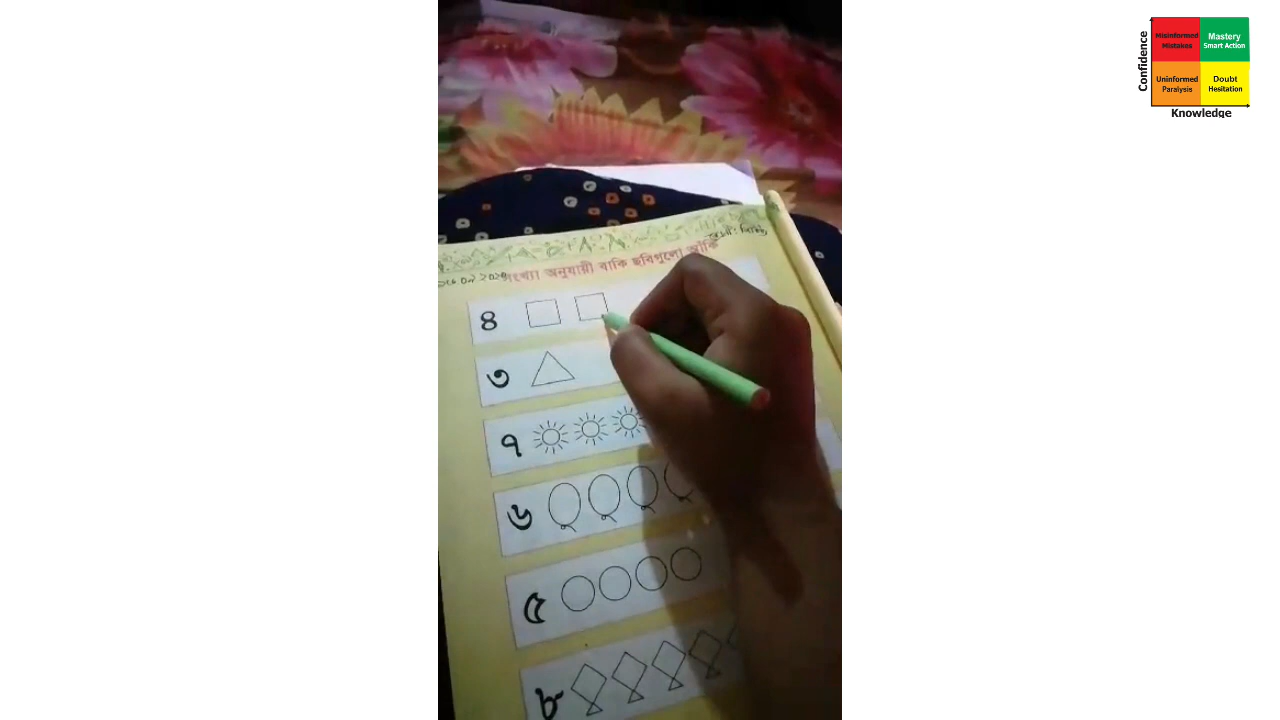 সংখ্যা অনুযায়ী বাকি ছবিগুলো আঁকি
৪
৩
৭
৬
৫
৮
Confidence
Misinformed
Mistakes
Mastery
Smart Action
Uninformed
Paralysis
Doubt
Hesitation
Knowledge